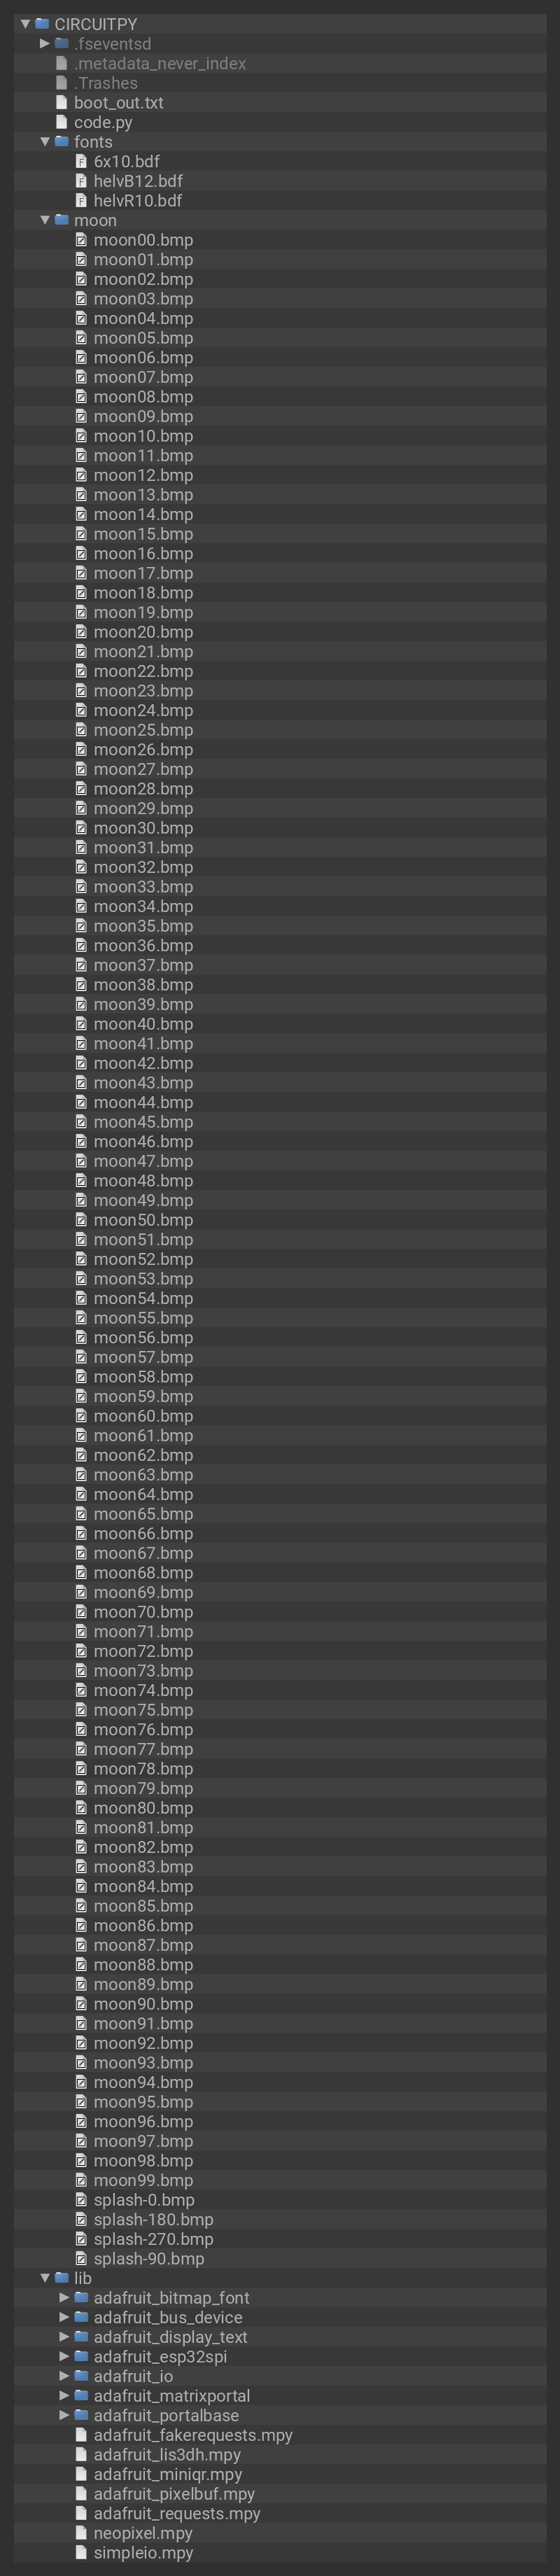 CIRCUITPY
.fseventsd
.metadata_never_index
.Trashes
boot_out.txt
code.py
fonts
6x10.bdf
helvB12.bdf
helvR10.bdf
moon
moon00.bmp
moon01.bmp
moon02.bmp
moon03.bmp
moon04.bmp
moon05.bmp
moon06.bmp
moon07.bmp
moon08.bmp
moon09.bmp
moon10.bmp
moon11.bmp
moon12.bmp
moon13.bmp
moon14.bmp
moon15.bmp
moon16.bmp
moon17.bmp
moon18.bmp
moon19.bmp
moon20.bmp
moon21.bmp
moon22.bmp
moon23.bmp
moon24.bmp
moon25.bmp
moon26.bmp
moon27.bmp
moon28.bmp
moon29.bmp
moon30.bmp
moon31.bmp
moon32.bmp
moon33.bmp
moon34.bmp
moon35.bmp
moon36.bmp
moon37.bmp
moon38.bmp
moon39.bmp
moon40.bmp
moon41.bmp
moon42.bmp
moon43.bmp
moon44.bmp
moon45.bmp
moon46.bmp
moon47.bmp
moon48.bmp
moon49.bmp
moon50.bmp
moon51.bmp
moon52.bmp
moon53.bmp
moon54.bmp
moon55.bmp
moon56.bmp
moon57.bmp
moon58.bmp
moon59.bmp
moon60.bmp
moon61.bmp
moon62.bmp
moon63.bmp
moon64.bmp
moon65.bmp
moon66.bmp
moon67.bmp
moon68.bmp
moon69.bmp
moon70.bmp
moon71.bmp
moon72.bmp
moon73.bmp
moon74.bmp
moon75.bmp
moon76.bmp
moon77.bmp
moon78.bmp
moon79.bmp
moon80.bmp
moon81.bmp
moon82.bmp
moon83.bmp
moon84.bmp
moon85.bmp
moon86.bmp
moon87.bmp
moon88.bmp
moon89.bmp
moon90.bmp
moon91.bmp
moon92.bmp
moon93.bmp
moon94.bmp
moon95.bmp
moon96.bmp
moon97.bmp
moon98.bmp
moon99.bmp
splash-0.bmp
splash-180.bmp
splash-270.bmp
splash-90.bmp
lib
adafruit_bitmap_font
adafruit_bus_device
adafruit_display_text
adafruit_esp32spi
adafruit_io
adafruit_matrixportal
adafruit_portalbase
adafruit_fakerequests.mpy
adafruit_lis3dh.mpy
adafruit_miniqr.mpy
adafruit_pixelbuf.mpy
adafruit_requests.mpy
neopixel.mpy
simpleio.mpy